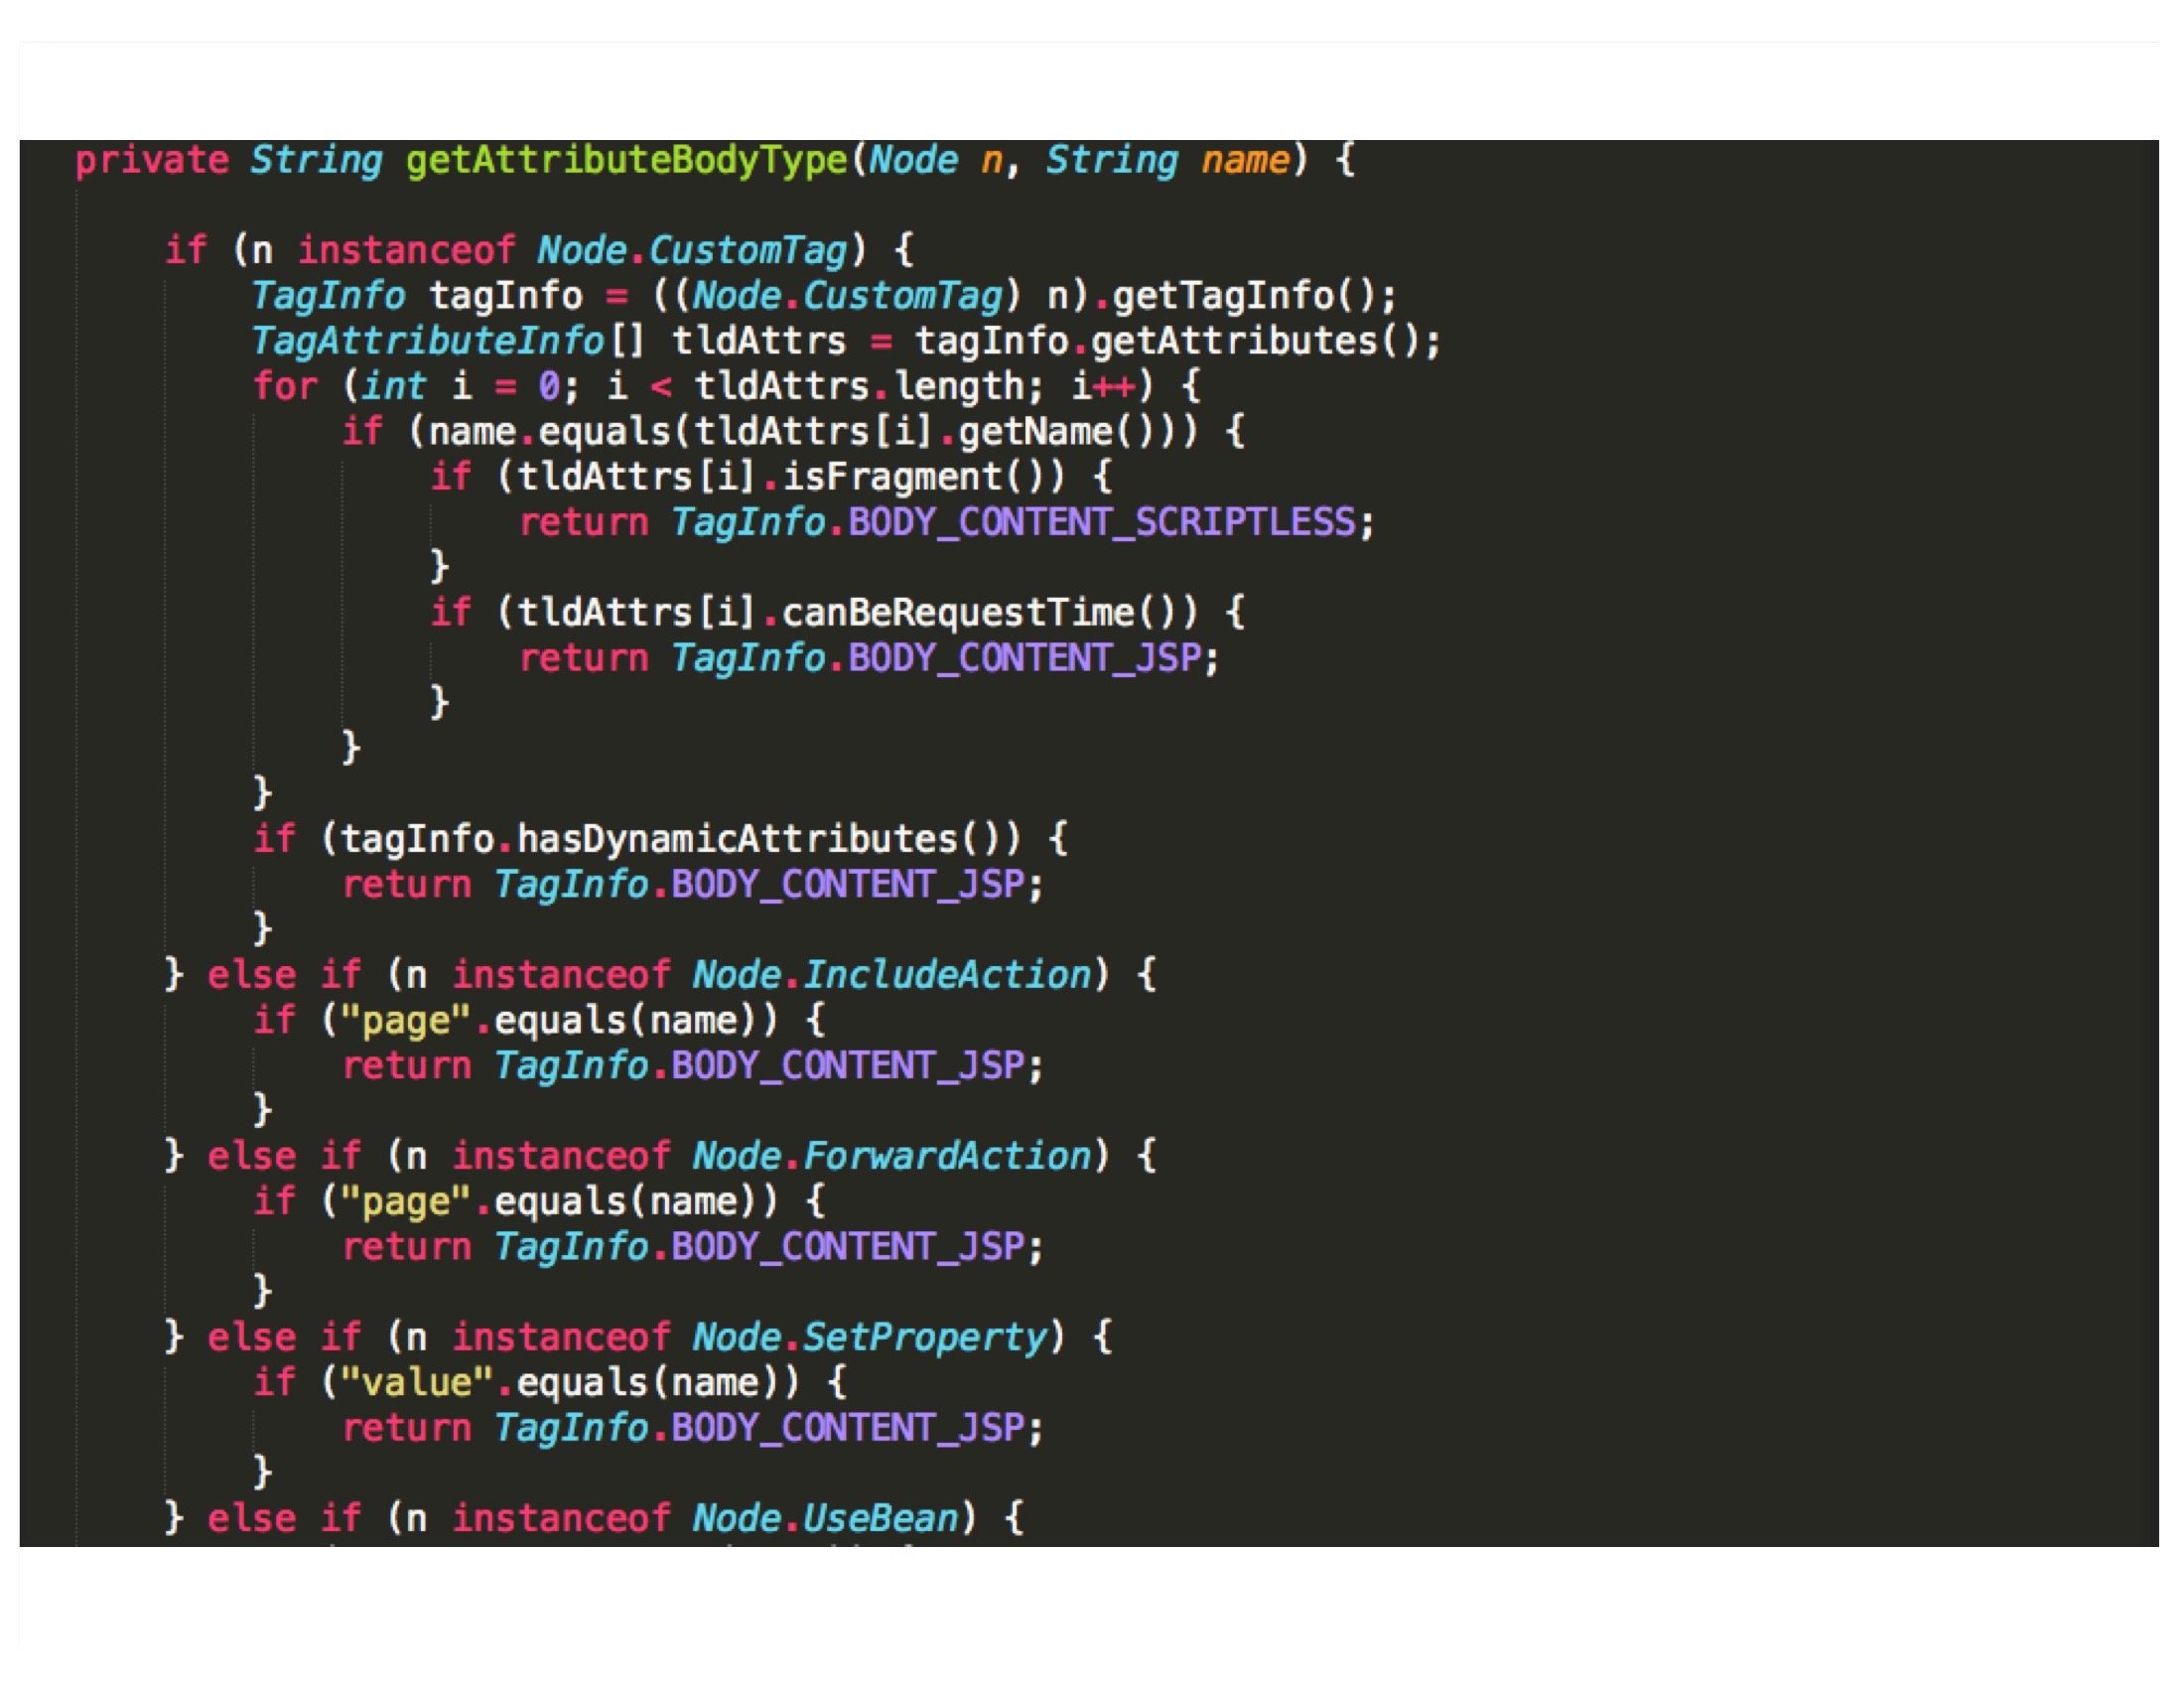 private String getAttributeBodyType(Node n, String name) {
if (n instanceof Node.CustomTag) {
TagInfo tagInfo = ((Node.CustomTag) n).getTagInfo();
TagAttributeInfo[] tldAttrs = tagInfo.getAttributes();
for (int i = 0; i < tldAttrs.length; i++) {
if (name.equals(tldAttrs[i].getName())) {
if (tldAttrs[i].isFragment()) {
return TagInfo.BODY_CONTENT_SCRIPTLESS;
}
if (tldAttrs[i].canBeRequestTime()) {
return TagInfo.BODY_CONTENT_JSP;
}
}
}
if (tagInfo.hasDynamicAttributes()) {
return TagInfo.BODY_CONTENT_JSP;
}
} else if (n instanceof Node.IncludeAction) {
if ("page".equals(name)) {
return TagInfo.BODY_CONTENT_JSP;
}
} else if (n instanceof Node.ForwardAction) {
if ("page".equals(name)) {
return TagInfo.BODY_CONTENT_JSP;
}
} else if (n instanceof Node.SetProperty) {
if ("value".equals(name)) {
return TagInfo.BODY_CONTENT_JSP;
}
} else if (n instanceof Node.UseBean) {